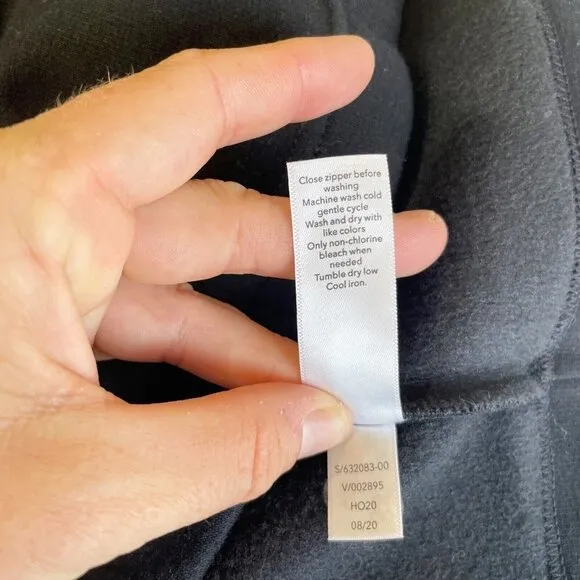 Close zipper before
washing
Machine wash cold
gentle cycle
Wash and dry with
like colors
Only non-chlorine
bleach when
needed
Tumble dry low
Cool iron.
S/632083-00
V/002895
HO20
08/20